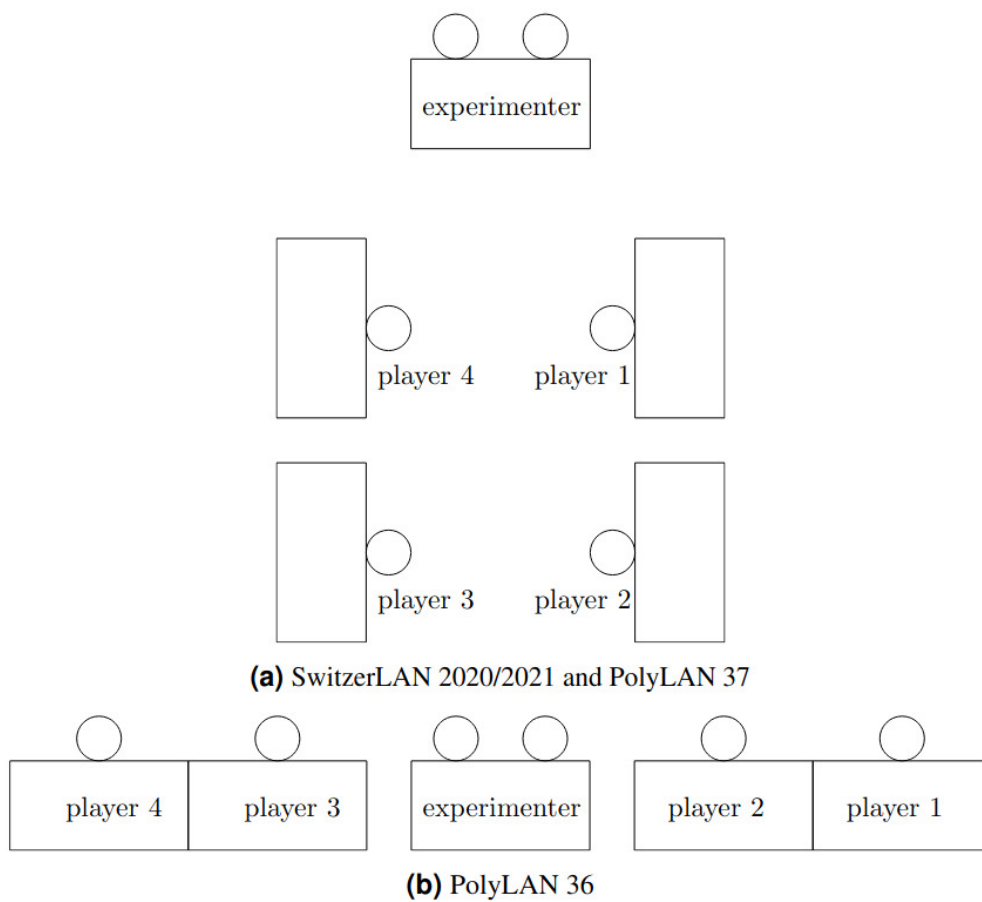 experimenter
player 4 player 1
player 3 player 2
(a) SwitzerLAN 2020/2021 and PolyLAN 37
player 4 player 3 experimenter player 2 player 1
(b) PolyLAN 36